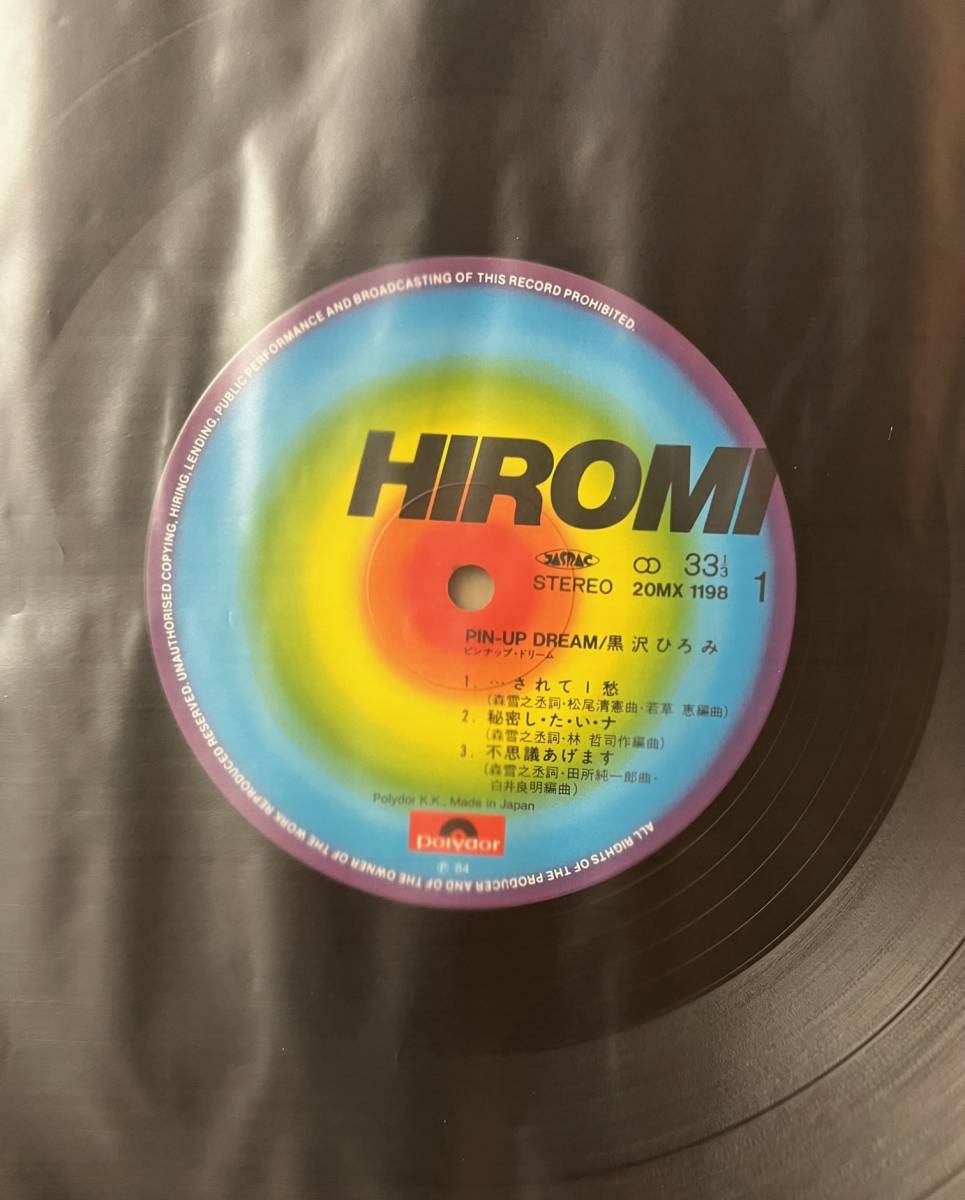 UNAUTHORISED COPYING, HIRING, LENDING, PUBLIC PERFORMANCE AND BROADCASTING OF THIS RECORD PROHIBITED.
HIROMI
JASRAC
STEREO
33 1/3
20MX 1198
1
PIN-UP DREAM/黒沢ひろみ
ピンナップ・ドリーム
1. …されてI愁
(森雪之丞詞・松尾清憲曲・若草 恵編曲)
2. 秘密し・た・い・ナ
(森雪之丞詞・林 哲司作編曲)
3. 不思議あげます
(森雪之丞詞・田所純一郎曲・
白井良明編曲)
Polydor K.K., Made in Japan
polydor
Ⓟ 84
ALL RIGHTS OF THE PRODUCER AND OF THE OWNER OF THE WORK REPRODUCED RESERVED.